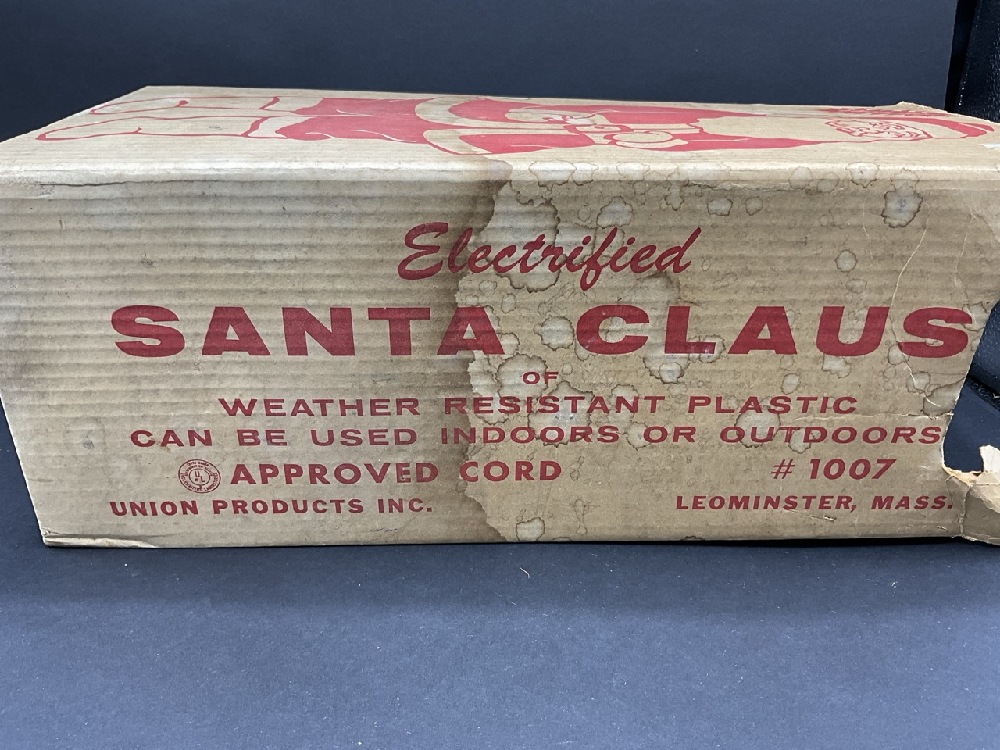 Electrified
SANTA CLAUS
OF
WEATHER RESISTANT PLASTIC
CAN BE USED INDOORS OR OUTDOORS
UL APPROVED CORD # 1007
UNION PRODUCTS INC. LEOMINSTER, MASS.